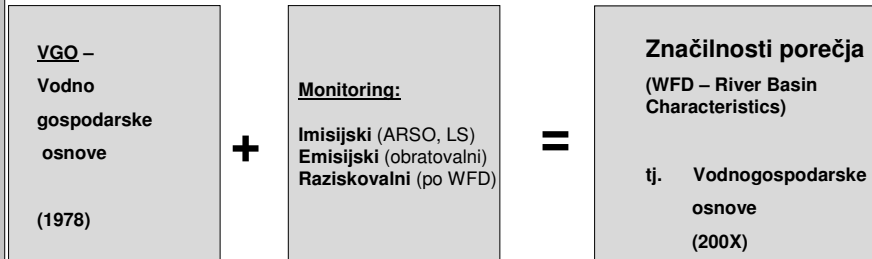 VGO –
Vodno
gospodarske
osnove
(1978)
+
Monitoring:
Imisijski (ARSO, LS)
Emisijski (obratovalni)
Raziskovalni (po WFD)
=
Značilnosti porečja
(WFD – River Basin
Characteristics)
tj. Vodnogospodarske
osnove
(200X)